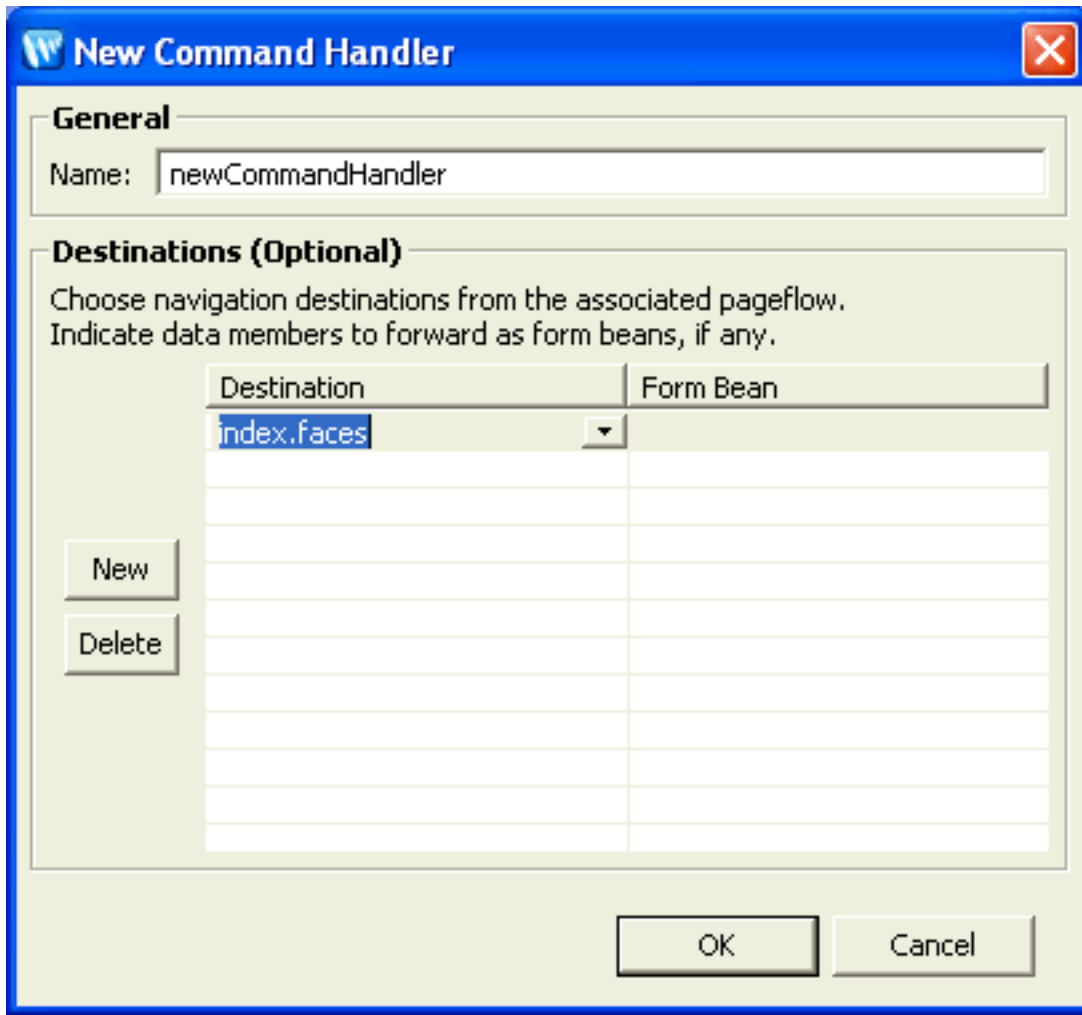 New Command Handler
General
Name: newCommandHandler
Destinations (Optional)
Choose navigation destinations from the associated pageflow.
Indicate data members to forward as form beans, if any.
Destination Form Bean
index.faces
New
Delete
OK Cancel